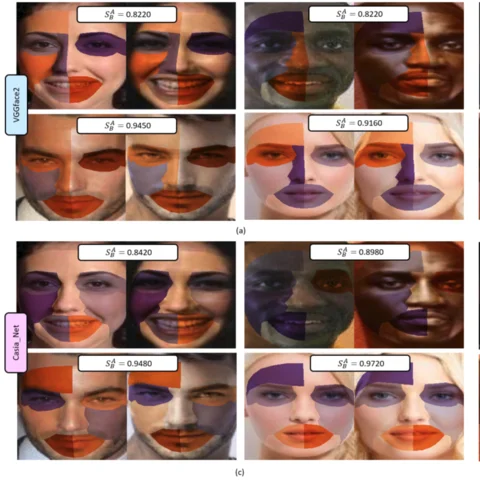 S_B^A = 0.8220
S_B^A = 0.8220
VGGface2
S_B^A = 0.9450
S_B^A = 0.9160
(a)
S_B^A = 0.8420
S_B^A = 0.8980
Casia_Net
S_B^A = 0.9480
S_B^A = 0.9720
(c)